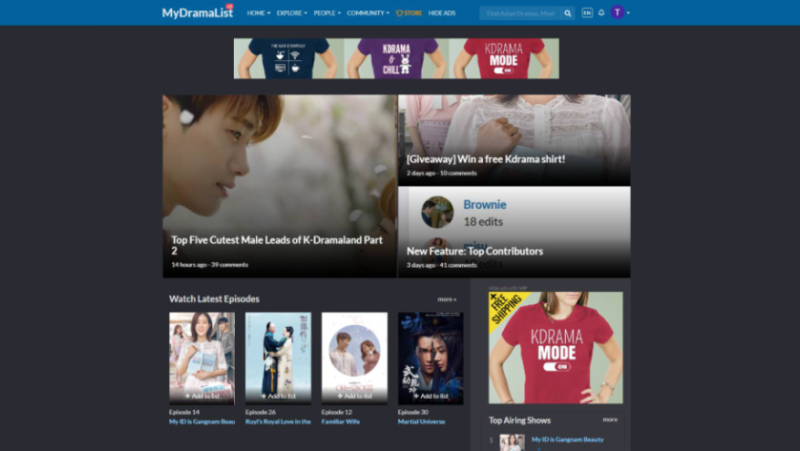 MyDramaList
HOME EXPLORE PEOPLE COMMUNITY STORE HIDE ADS
EN
T
KDRAMA
&
CHILL
KDRAMA
MODE
ON
[Giveaway] Win a free Kdrama shirt!
2 days ago - 10 comments
Brownie
18 edits
Top Five Cutest Male Leads of K-Dramaland Part
2
14 hours ago - 39 comments
New Feature: Top Contributors
3 days ago - 41 comments
Watch Latest Episodes
more
+ Add to list
+ Add to list
+ Add to list
+ Add to list
Episode 14
My ID is Gangnam Beau
Episode 26
Ruyi's Royal Love in the
Episode 12
Familiar Wife
Episode 30
Martial Universe
FREE
SHIPPING
KDRAMA
MODE
ON
Top Airing Shows
more
1
My ID is Gangnam Beauty